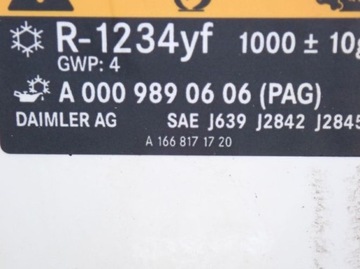 R-1234yf 1000 ± 10g
GWP: 4
A 000 989 06 06 (PAG)
DAIMLER AG SAE J639 J2842 J2845
A 166 817 17 20